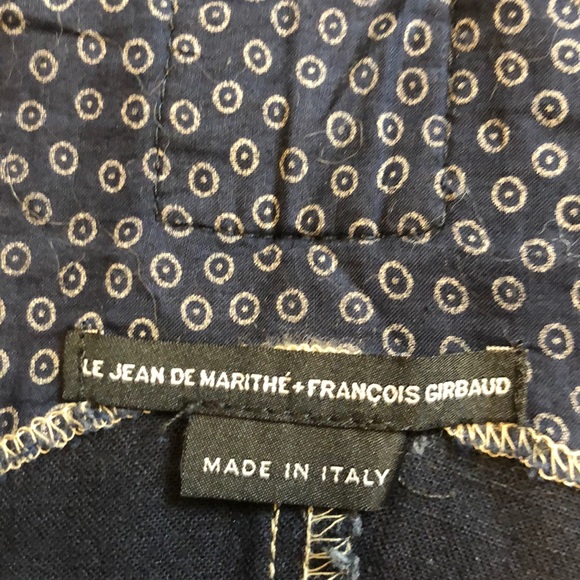 LE JEAN DE MARITHÉ+FRANÇOIS GIRBAUD
MADE IN ITALY